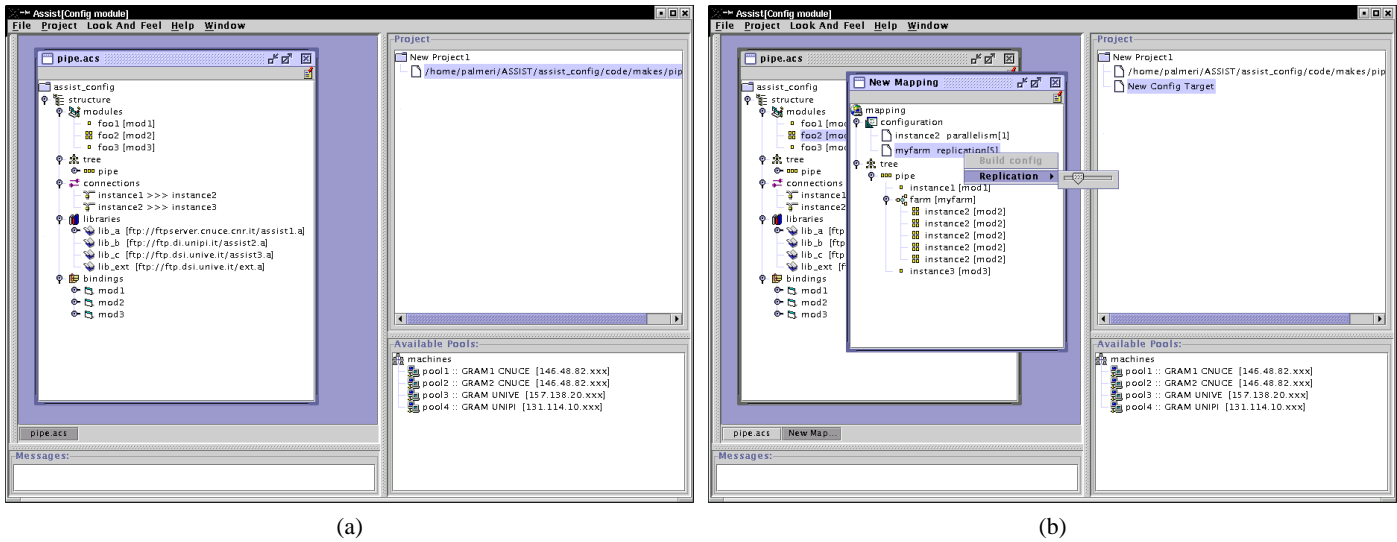 Assist[Config module]
File Project Look And Feel Help Window
pipe.acs
assist_config
structure
modules
foo1 [mod1]
foo2 [mod2]
foo3 [mod3]
tree
pipe
connections
instance1 >>> instance2
instance2 >>> instance3
libraries
lib_a [ftp://ftpserver.cnuce.cnr.it/assist1.a]
lib_b [ftp://ftp.di.unipi.it/assist2.a]
lib_c [ftp://ftp.dsi.unive.it/assist3.a]
lib_ext [ftp://ftp.dsi.unive.it/ext.a]
bindings
mod1
mod2
mod3
pipe.acs
Messages:
Project
New Project1
/home/palmeri/ASSIST/assist_config/code/makes/pip
Available Pools:
machines
pool1 :: GRAM1 CNUCE [146.48.82.xxx]
pool2 :: GRAM2 CNUCE [146.48.82.xxx]
pool3 :: GRAM UNIVE [157.138.20.xxx]
pool4 :: GRAM UNIPI [131.114.10.xxx]
(a)
Assist[Config module]
File Project Look And Feel Help Window
pipe.acs
assist_config
structure
modules
foo1 [mod
foo2 [mod
foo3 [mod
tree
pipe
connections
instance1
instance2
libraries
lib_a [ftp
lib_b [ftp
lib_c [ftp
lib_ext [f
bindings
mod1
mod2
mod3
New Mapping
mapping
configuration
instance2 parallelism[1]
myfarm replication[5]
Build config
Replication
tree
pipe
instance1 [mod1]
farm [myfarm]
instance2 [mod2]
instance2 [mod2]
instance2 [mod2]
instance2 [mod2]
instance2 [mod2]
instance3 [mod3]
pipe.acs New Map...
Messages:
Project
New Project1
/home/palmeri/ASSIST/assist_config/code/makes/pip
New Config Target
Available Pools:
machines
pool1 :: GRAM1 CNUCE [146.48.82.xxx]
pool2 :: GRAM2 CNUCE [146.48.82.xxx]
pool3 :: GRAM UNIVE [157.138.20.xxx]
pool4 :: GRAM UNIPI [131.114.10.xxx]
(b)